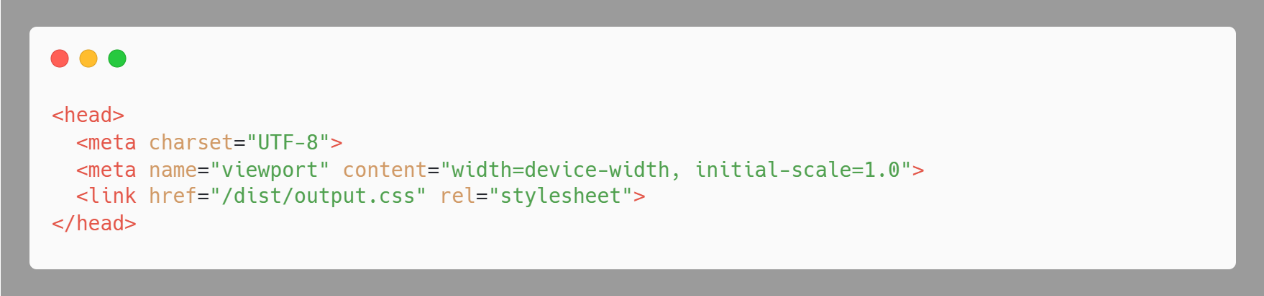 <head>
  <meta charset="UTF-8">
  <meta name="viewport" content="width=device-width, initial-scale=1.0">
  <link href="/dist/output.css" rel="stylesheet">
</head>